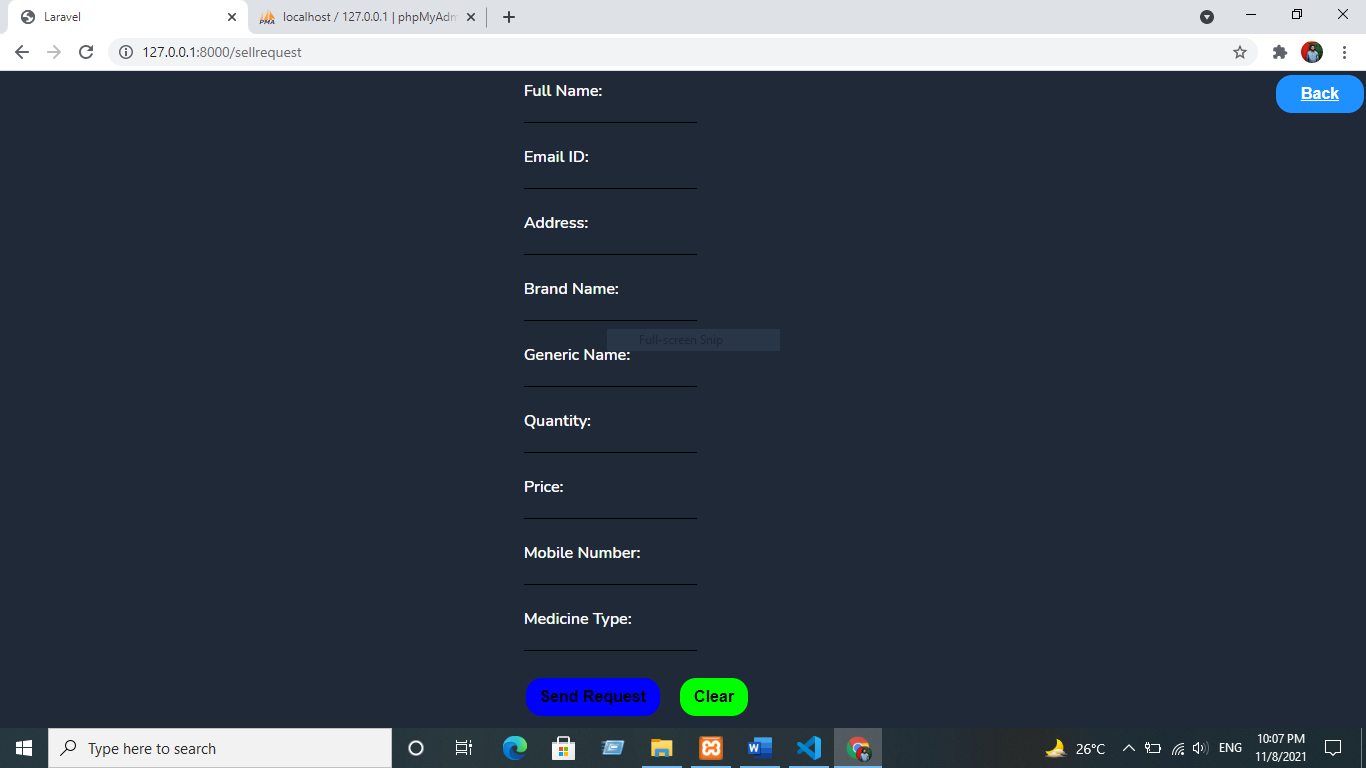 Laravel
localhost / 127.0.0.1 | phpMyAdm
127.0.0.1:8000/sellrequest
Back
Full Name:
Email ID:
Address:
Brand Name:
Full-screen Snip
Generic Name:
Quantity:
Price:
Mobile Number:
Medicine Type:
Send Request
Clear
Type here to search
26°C
ENG
10:07 PM
11/8/2021